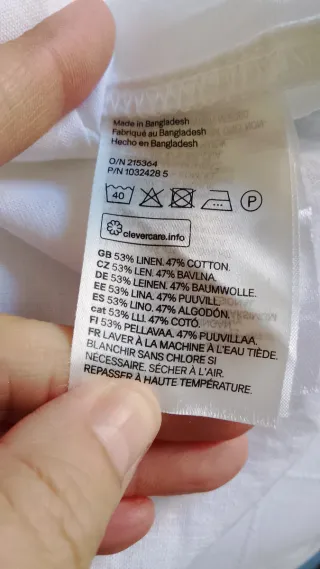 Made in Bangladesh
Fabriqué au Bangladesh
Hecho en Bangladesh
O/N 215364
P/N 1032428 5
40 P
clevercare.info
GB 53% LINEN. 47% COTTON.
CZ 53% LEN. 47% BAVLNA.
DE 53% LEINEN. 47% BAUMWOLLE.
EE 53% LINA. 47% PUUVILL.
ES 53% LINO. 47% ALGODÓN.
cat 53% LLI. 47% COTÓ.
FI 53% PELLAVAA. 47% PUUVILLAA.
FR LAVER À LA MACHINE À L'EAU TIÈDE.
BLANCHIR SANS CHLORE SI
NÉCESSAIRE. SÉCHER À L'AIR.
REPASSER À HAUTE TEMPÉRATURE.